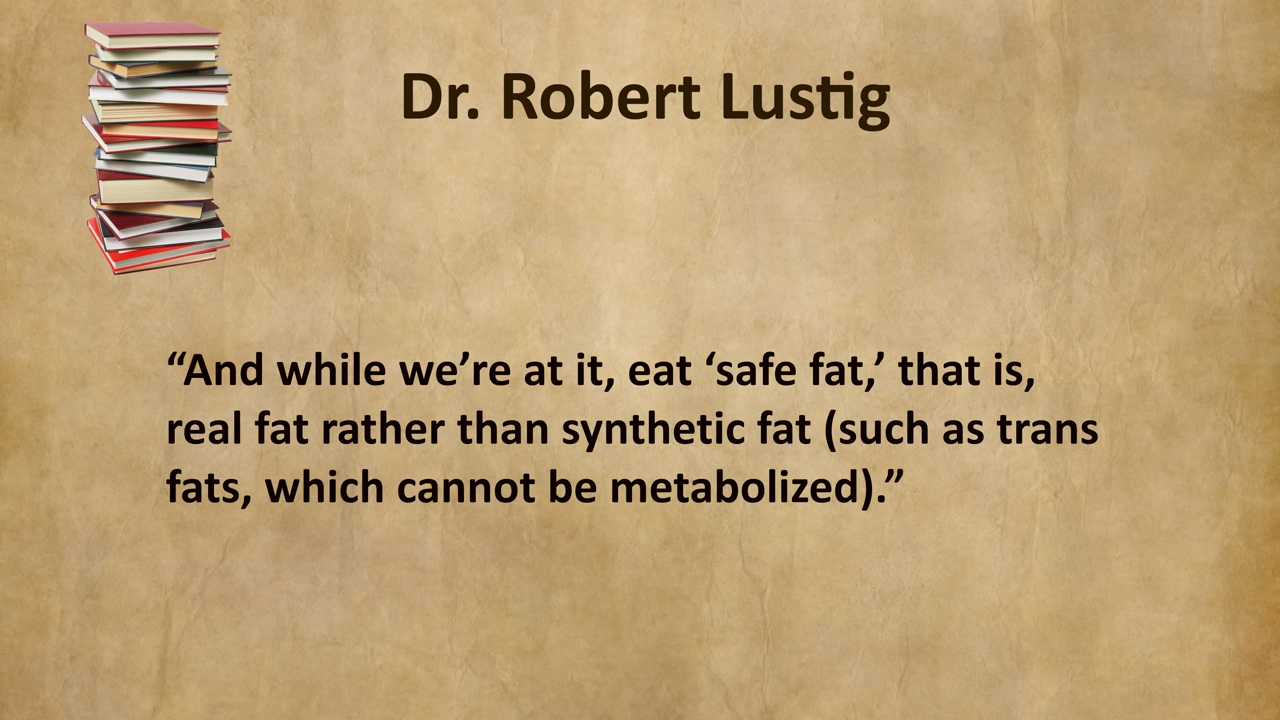 Dr. Robert Lustig
“And while we’re at it, eat ‘safe fat,’ that is,
real fat rather than synthetic fat (such as trans
fats, which cannot be metabolized).”